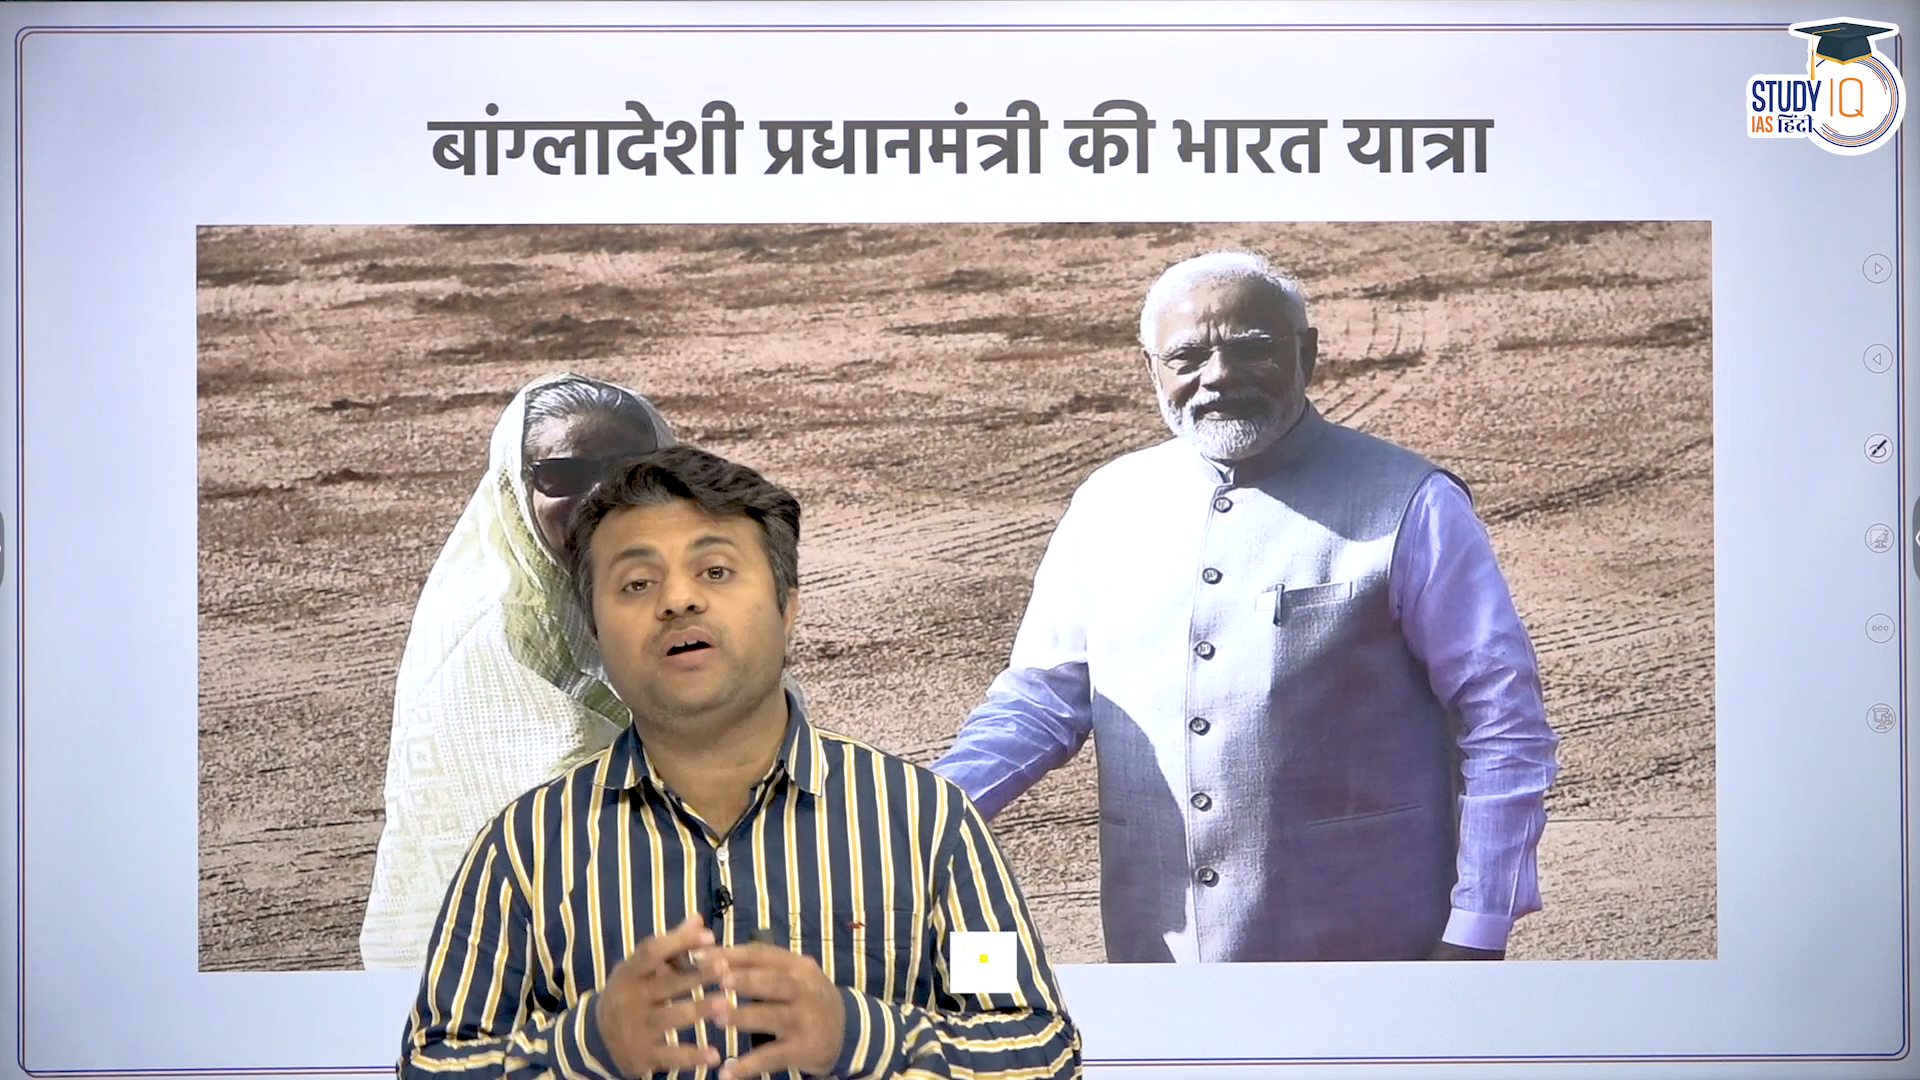 बांग्लादेशी प्रधानमंत्री की भारत यात्रा
STUDY IQ
IAS हिंदी